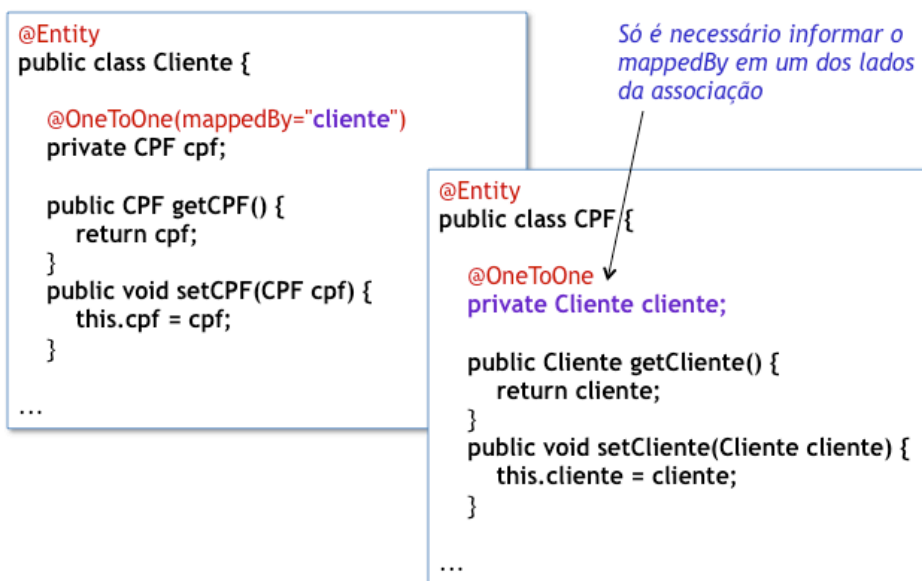 @Entity
public class Cliente {
@OneToOne(mappedBy="cliente")
private CPF cpf;
public CPF getCPF() {
return cpf;
}
public void setCPF(CPF cpf) {
this.cpf = cpf;
}
...
Só é necessário informar o
mappedBy em um dos lados
da associação
@Entity
public class CPF {
@OneToOne
private Cliente cliente;
public Cliente getCliente() {
return cliente;
}
public void setCliente(Cliente cliente) {
this.cliente = cliente;
}
...